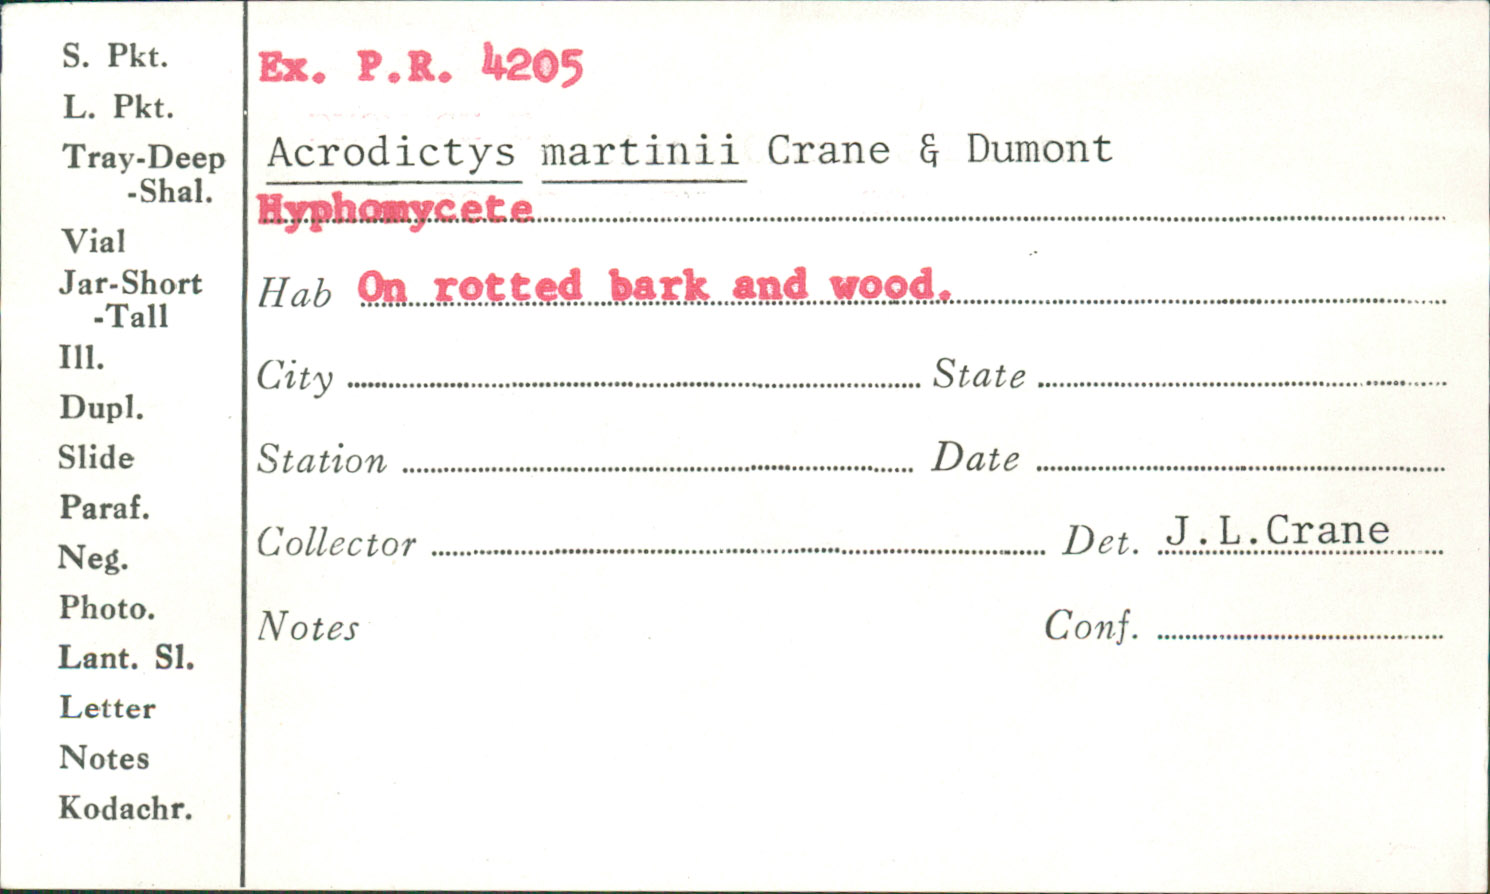 S. Pkt.
L. Pkt.
Tray-Deep
-Shal.
Vial
Jar-Short
-Tall
Ill.
Dupl.
Slide
Paraf.
Neg.
Photo.
Lant. Sl.
Letter
Notes
Kodachr.
Ex. P.R. 4205
Acrodictys martinii Crane & Dumont
Hyphomycete
Hab On rotted bark and wood.
City State
Station Date
Collector Det. J.L.Crane
Notes Conf.